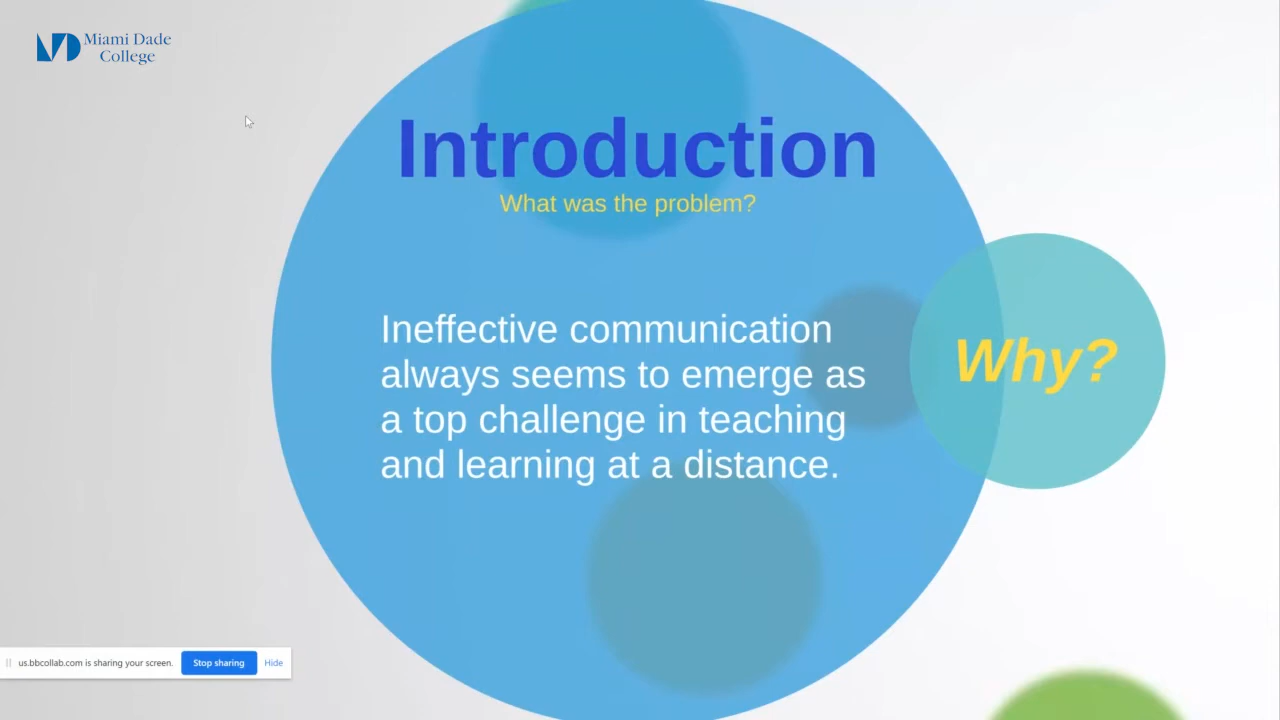 Miami Dade
College
Introduction
What was the problem?
Ineffective communication
always seems to emerge as
a top challenge in teaching
and learning at a distance.
Why?
us.bbcollab.com is sharing your screen. Stop sharing Hide